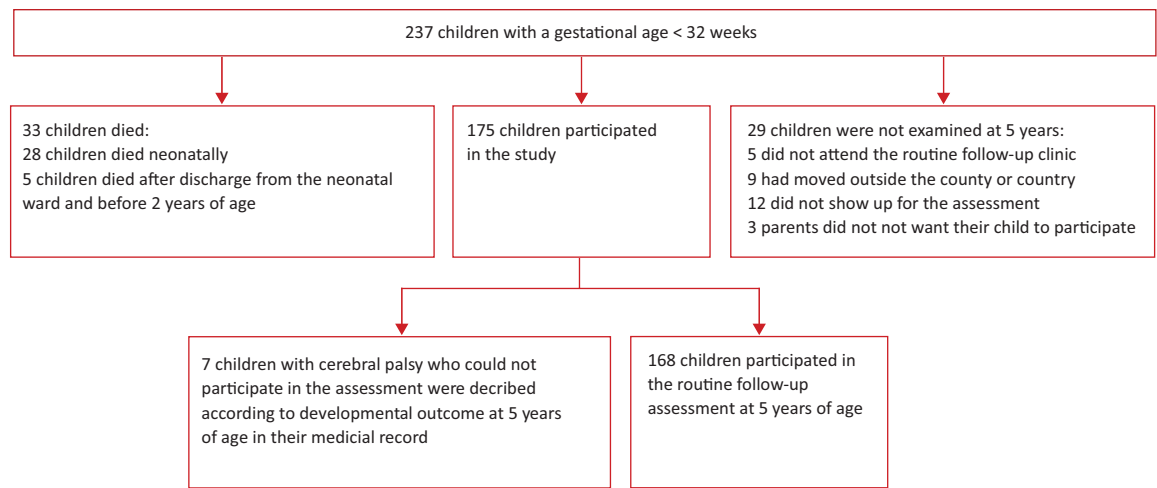 237 children with a gestational age < 32 weeks
33 children died:
28 children died neonatally
5 children died after discharge from the neonatal
ward and before 2 years of age
175 children participated
in the study
29 children were not examined at 5 years:
5 did not attend the routine follow-up clinic
9 had moved outside the county or country
12 did not show up for the assessment
3 parents did not not want their child to participate
7 children with cerebral palsy who could not
participate in the assessment were decribed
according to developmental outcome at 5 years
of age in their medicial record
168 children participated in
the routine follow-up
assessment at 5 years of age